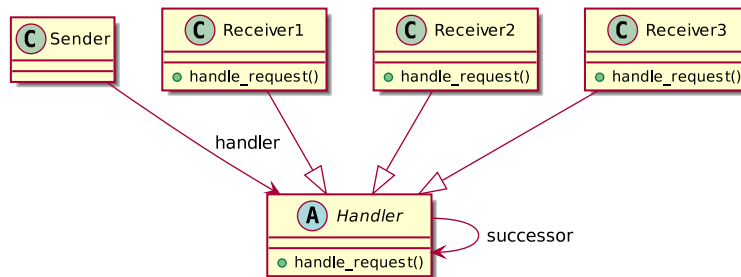 C Sender
C Receiver1
handle_request()
C Receiver2
handle_request()
C Receiver3
handle_request()
handler
A Handler
handle_request()
successor